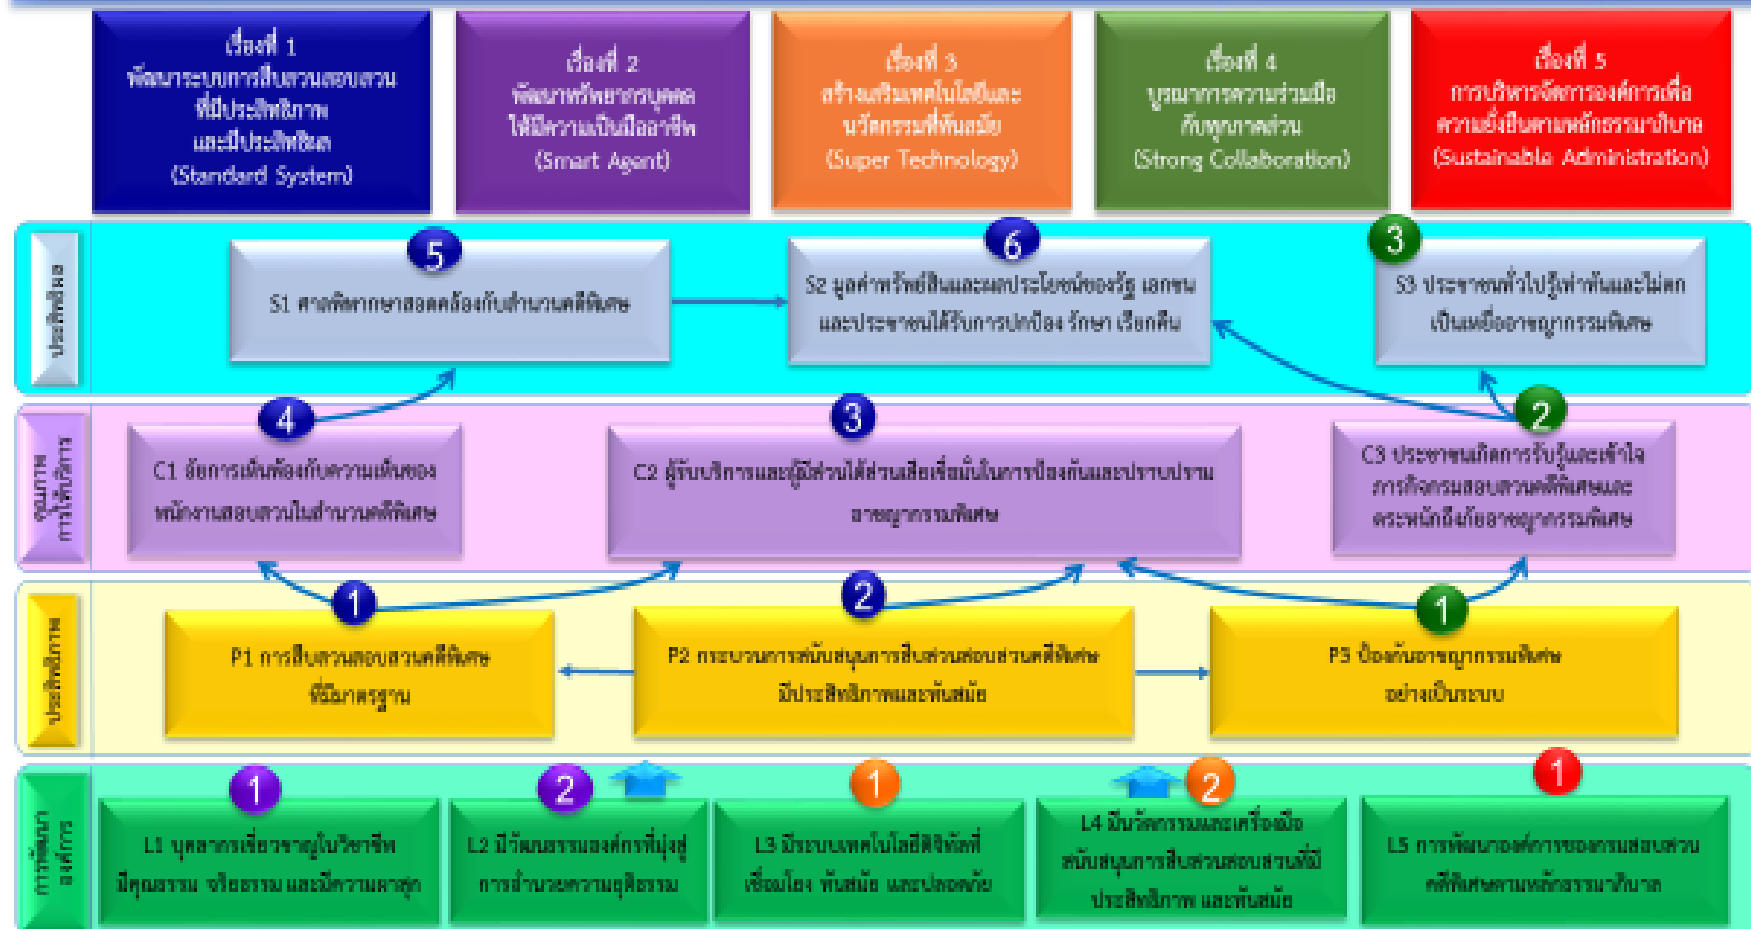 เรื่องที่ 1
พัฒนาระบบการสืบสวนสอบสวน
ที่มีประสิทธิภาพ
และมีประสิทธิผล
(Standard System)
เรื่องที่ 2
พัฒนาทรัพยากรบุคคล
ให้มีความเป็นมืออาชีพ
(Smart Agent)
เรื่องที่ 3
สร้างเสริมเทคโนโลยีและ
นวัตกรรมที่ทันสมัย
(Super Technology)
เรื่องที่ 4
บูรณาการความร่วมมือ
กับทุกภาคส่วน
(Strong Collaboration)
เรื่องที่ 5
การบริหารจัดการองค์การเพื่อ
ความยั่งยืนตามหลักธรรมาภิบาล
(Sustainable Administration)
ประสิทธิผล
5
S1 ศาลพิพากษาสอดคล้องกับสำนวนคดีพิเศษ
6
S2 มูลค่าทรัพย์สินและผลประโยชน์ของรัฐ เอกชน
และประชาชนได้รับการปกป้อง รักษา เรียกคืน
3
S3 ประชาชนทั่วไปรู้เท่าทันและไม่ตก
เป็นเหยื่ออาชญากรรมพิเศษ
คุณภาพ
การให้บริการ
4
C1 อัยการเห็นพ้องกับความเห็นของ
พนักงานสอบสวนในสำนวนคดีพิเศษ
3
C2 ผู้รับบริการและผู้มีส่วนได้ส่วนเสียเชื่อมั่นในการป้องกันและปราบปราม
อาชญากรรมพิเศษ
2
C3 ประชาชนเกิดการรับรู้และเข้าใจ
ภารกิจกรมสอบสวนคดีพิเศษและ
ตระหนักถึงภัยอาชญากรรมพิเศษ
ประสิทธิภาพ
1
P1 การสืบสวนสอบสวนคดีพิเศษ
ที่มีมาตรฐาน
2
P2 กระบวนการสนับสนุนการสืบสวนสอบสวนคดีพิเศษ
มีประสิทธิภาพและทันสมัย
1
P3 ป้องกันอาชญากรรมพิเศษ
อย่างเป็นระบบ
การพัฒนา
องค์การ
1
L1 บุคลากรเชี่ยวชาญในวิชาชีพ
มีคุณธรรม จริยธรรม และมีความผาสุก
2
L2 มีวัฒนธรรมองค์กรที่มุ่งสู่
การอำนวยความยุติธรรม
1
L3 มีระบบเทคโนโลยีดิจิทัลที่
เชื่อมโยง ทันสมัย และปลอดภัย
2
L4 มีนวัตกรรมและเครื่องมือ
สนับสนุนการสืบสวนสอบสวนที่มี
ประสิทธิภาพ และทันสมัย
1
L5 การพัฒนาองค์การของกรมสอบสวน
คดีพิเศษตามหลักธรรมาภิบาล